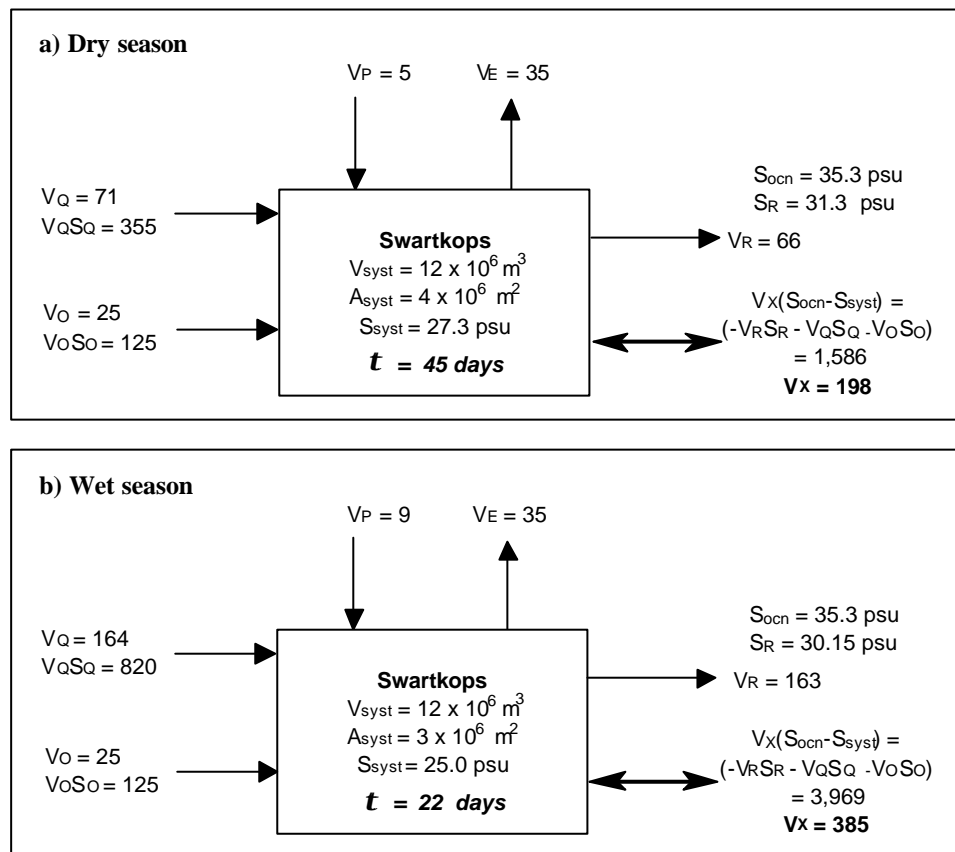 a) Dry season
VP = 5
VE = 35
VQ = 71
VQSQ = 355
VO = 25
VOSO = 125
Swartkops
Vsyst = 12 x 10^6 m^3
Asyst = 4 x 10^6 m^2
Ssyst = 27.3 psu
t = 45 days
Socn = 35.3 psu
SR = 31.3 psu
VR = 66
VX(Socn-Ssyst) =
(-VRSR - VQSQ -VOSO)
= 1,586
VX = 198
b) Wet season
VP = 9
VE = 35
VQ = 164
VQSQ = 820
VO = 25
VOSO = 125
Swartkops
Vsyst = 12 x 10^6 m^3
Asyst = 3 x 10^6 m^2
Ssyst = 25.0 psu
t = 22 days
Socn = 35.3 psu
SR = 30.15 psu
VR = 163
VX(Socn-Ssyst) =
(-VRSR - VQSQ -VOSO)
= 3,969
VX = 385